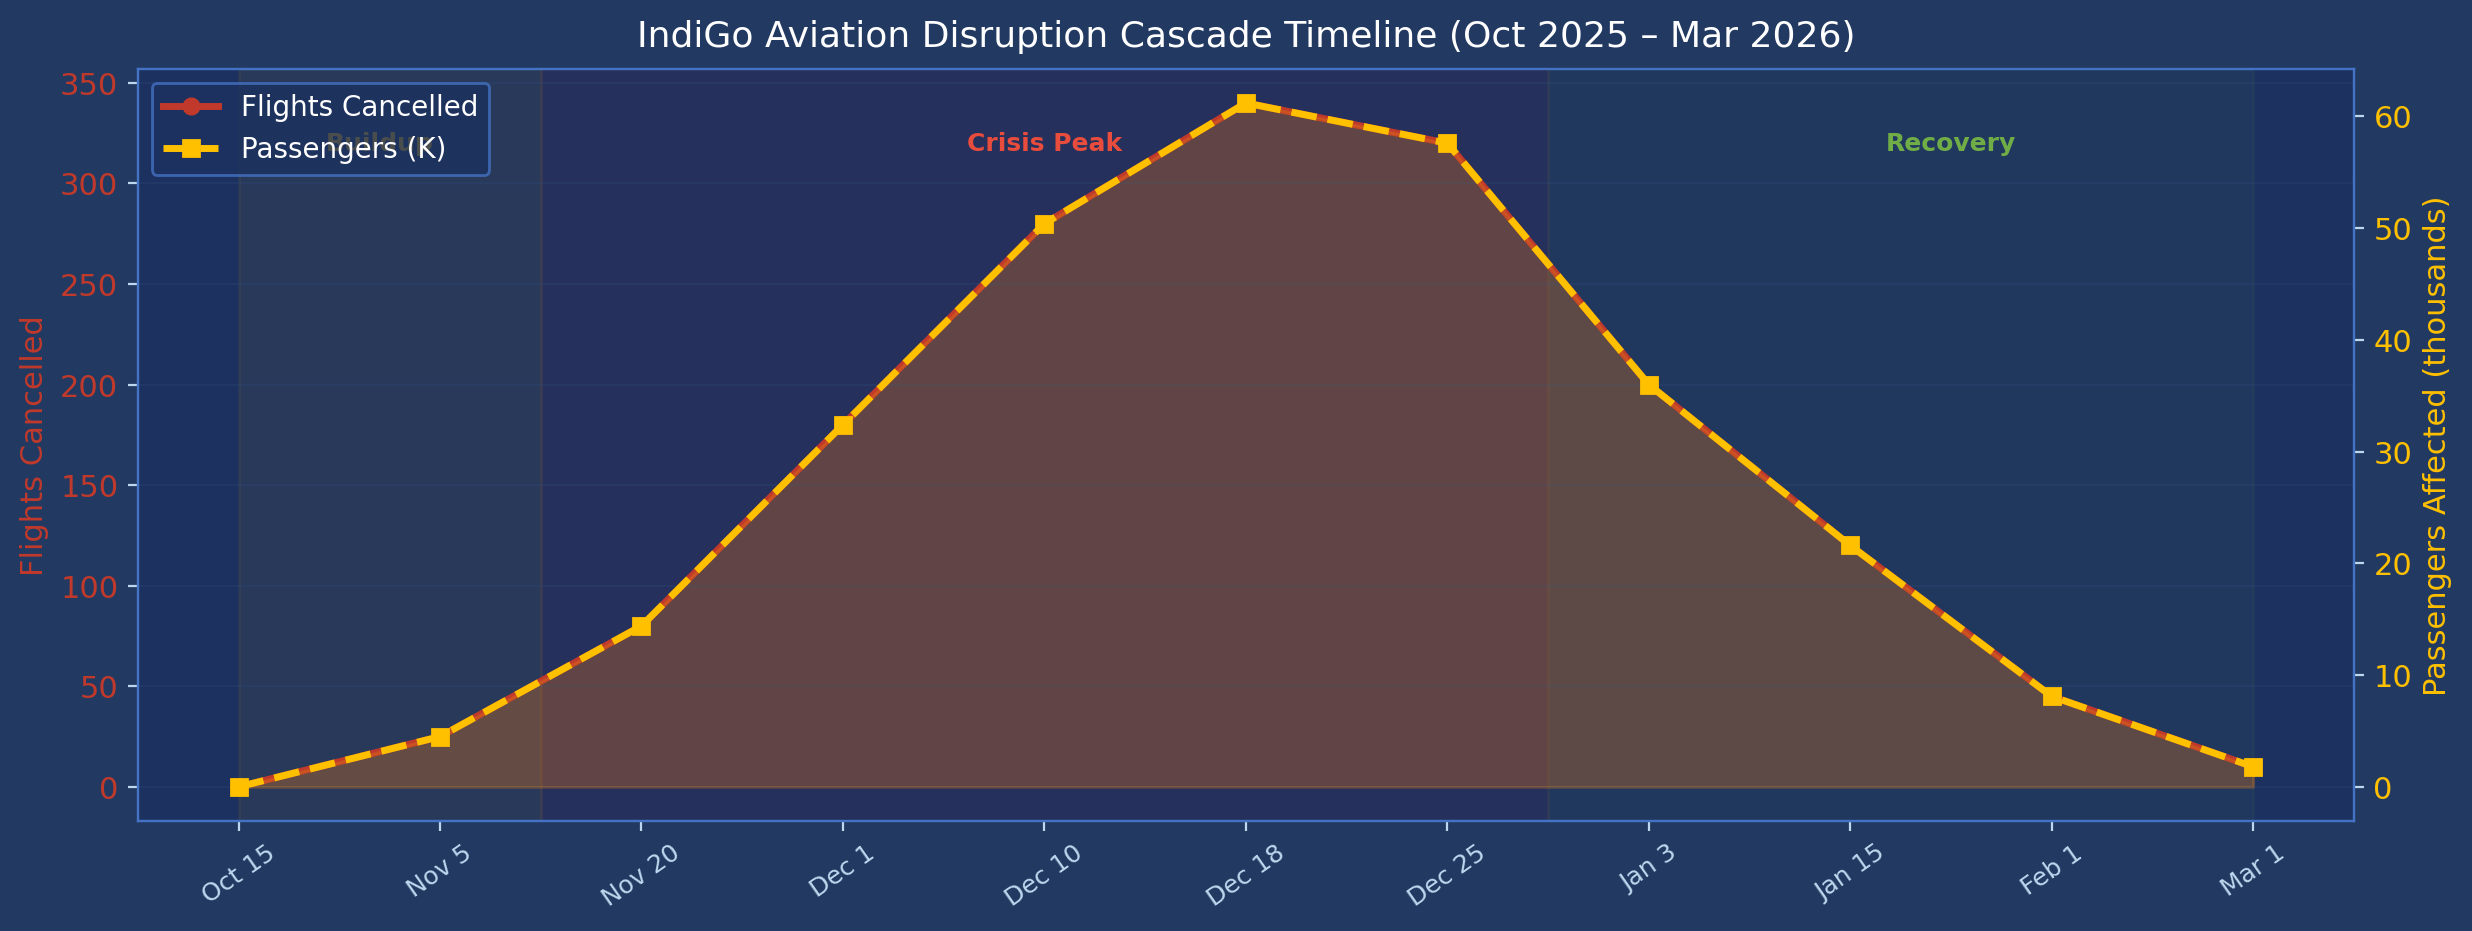 IndiGo Aviation Disruption Cascade Timeline (Oct 2025 – Mar 2026)
Flights Cancelled
Passengers (K)
Buildup
Crisis Peak
Recovery
Flights Cancelled
350
300
250
200
150
100
50
0
60
50
40
30
20
10
0
Passengers Affected (thousands)
Oct 15
Nov 5
Nov 20
Dec 1
Dec 10
Dec 18
Dec 25
Jan 3
Jan 15
Feb 1
Mar 1